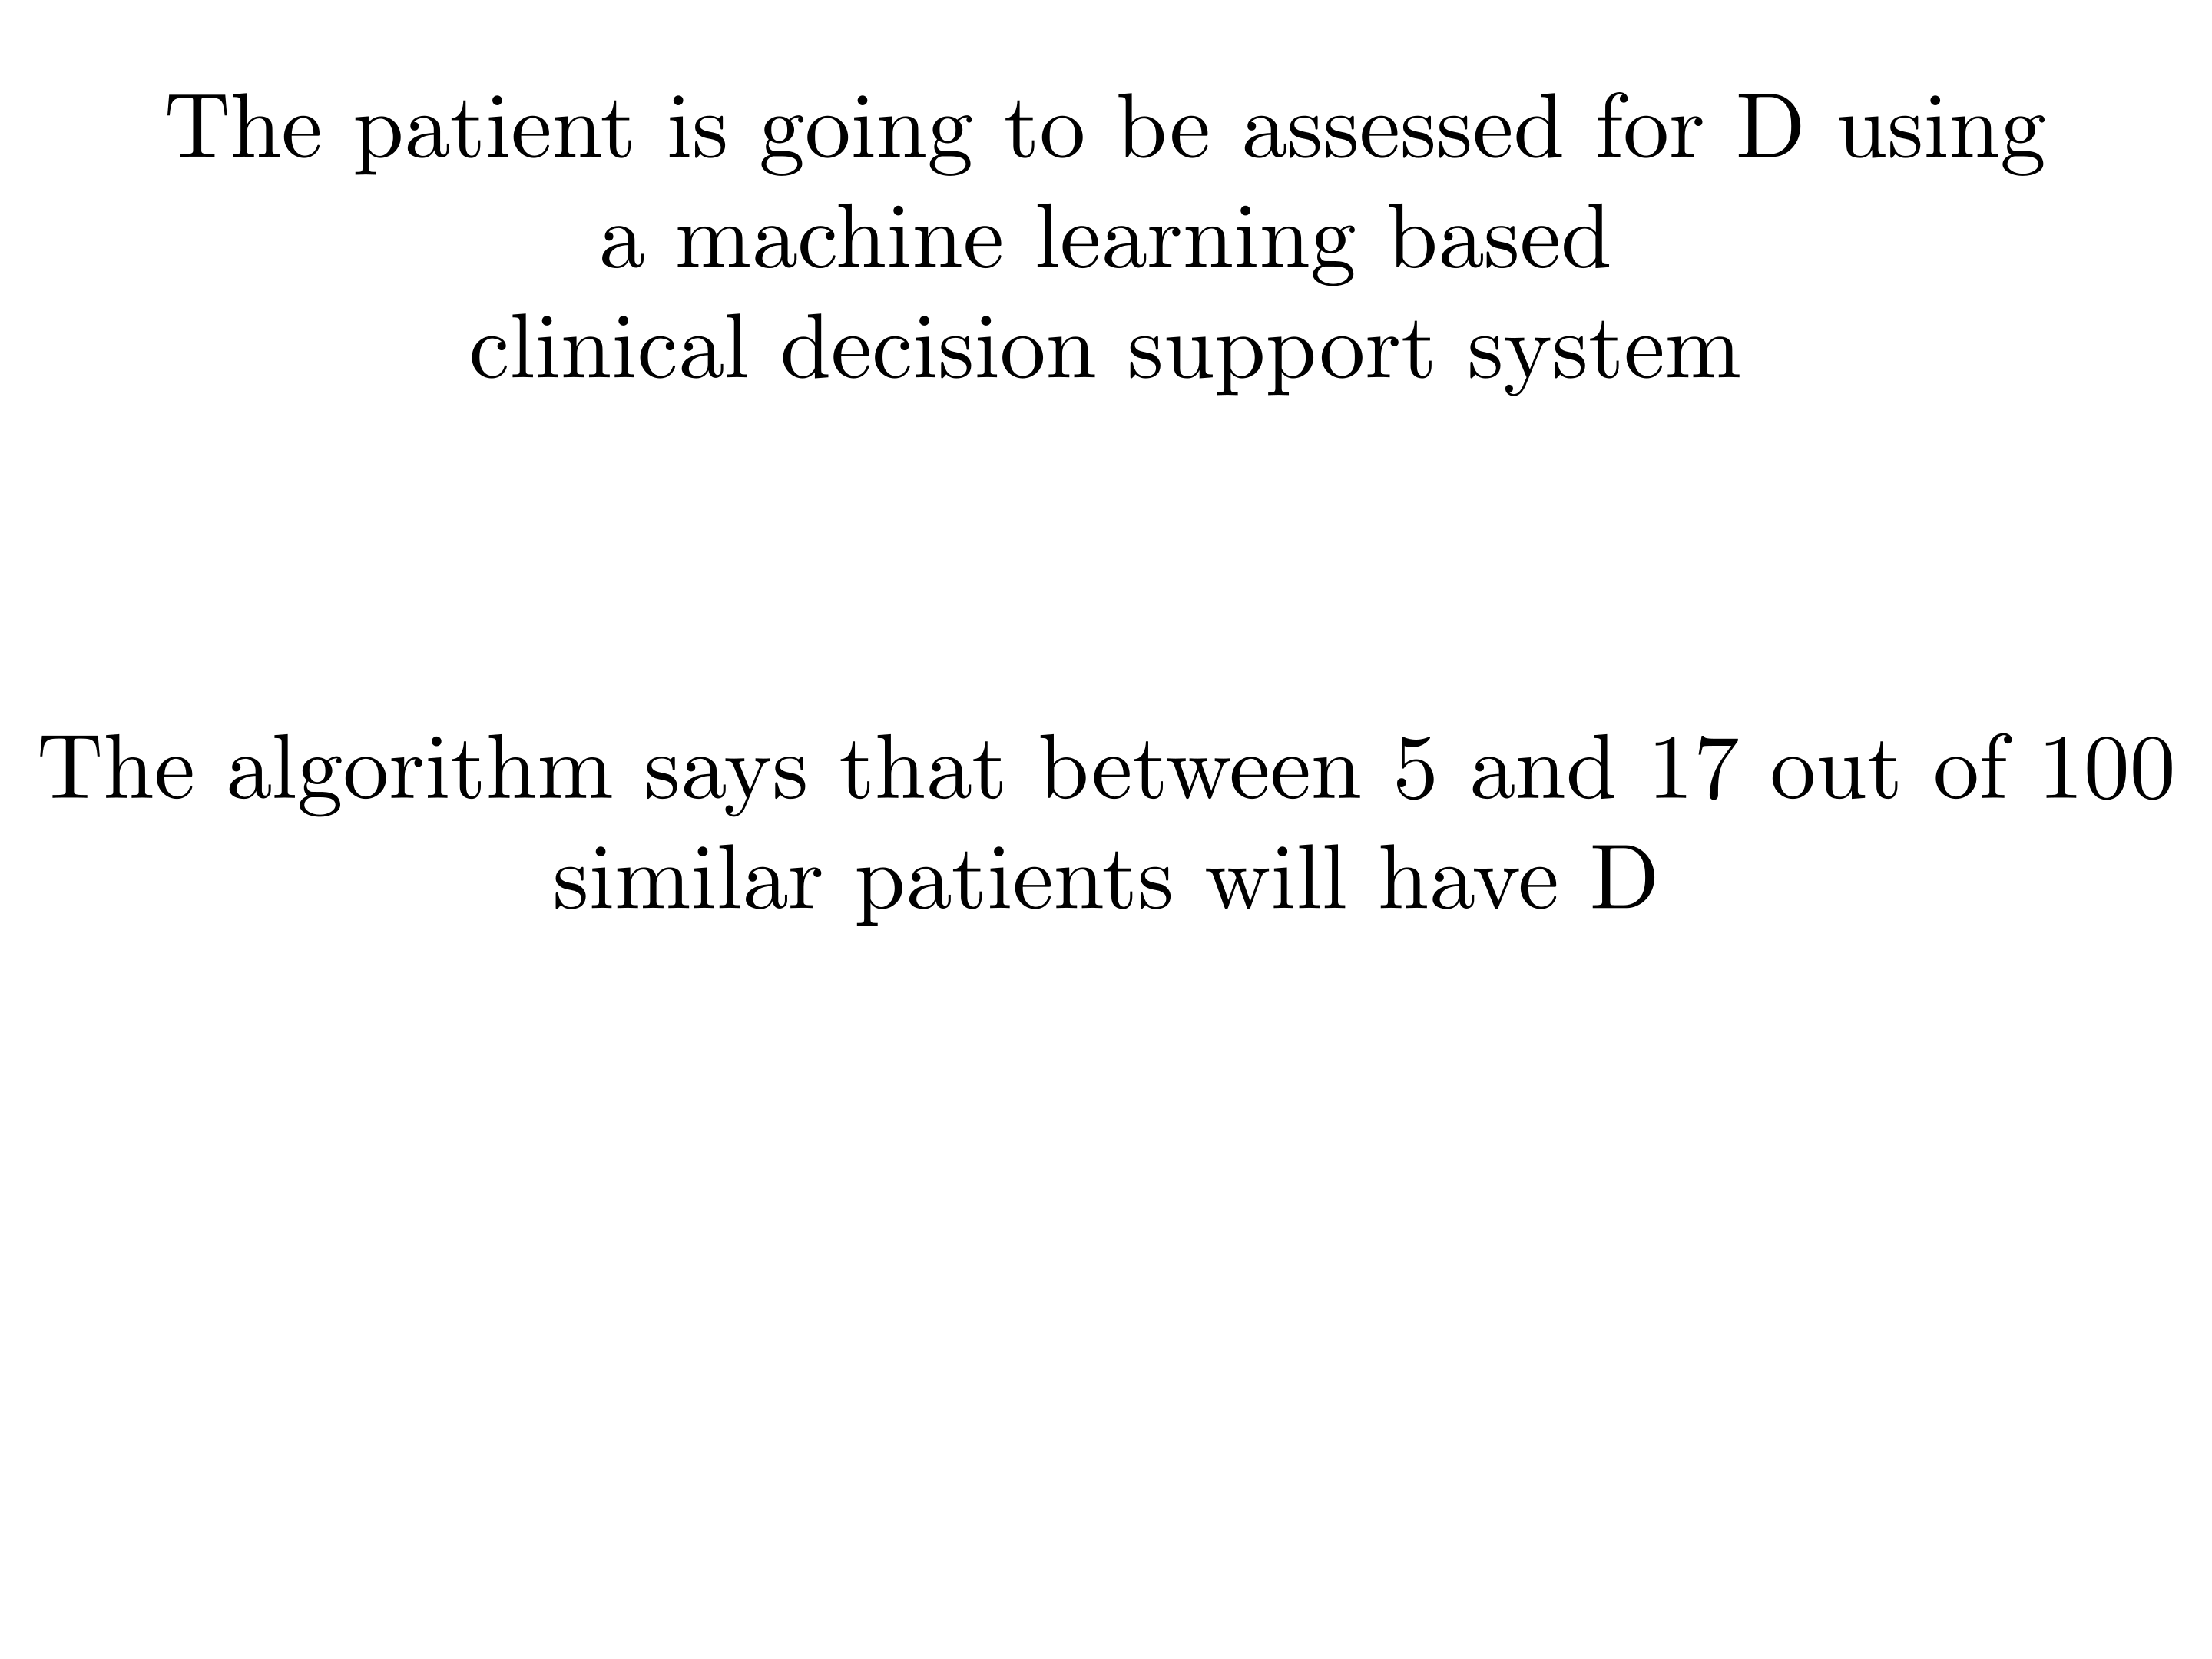 The patient is going to be assessed for D using
a machine learning based
clinical decision support system
The algorithm says that between 5 and 17 out of 100
similar patients will have D